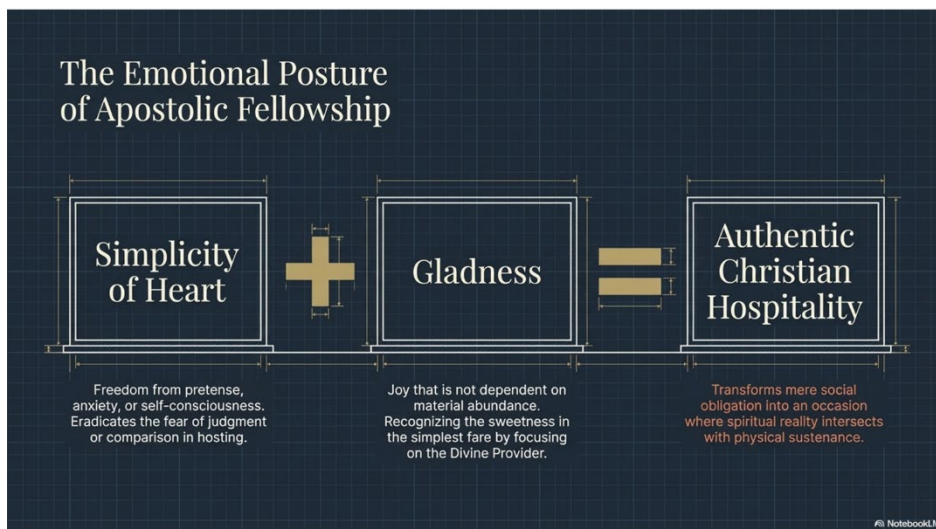 The Emotional Posture
of Apostolic Fellowship
Simplicity
of Heart
Gladness
Authentic
Christian
Hospitality
Freedom from pretense,
anxiety, or self-consciousness.
Eradicates the fear of judgment
or comparison in hosting.
Joy that is not dependent on
material abundance.
Recognizing the sweetness in
the simplest fare by focusing
on the Divine Provider.
Transforms mere social
obligation into an occasion
where spiritual reality intersects
with physical sustenance.
NotebookL